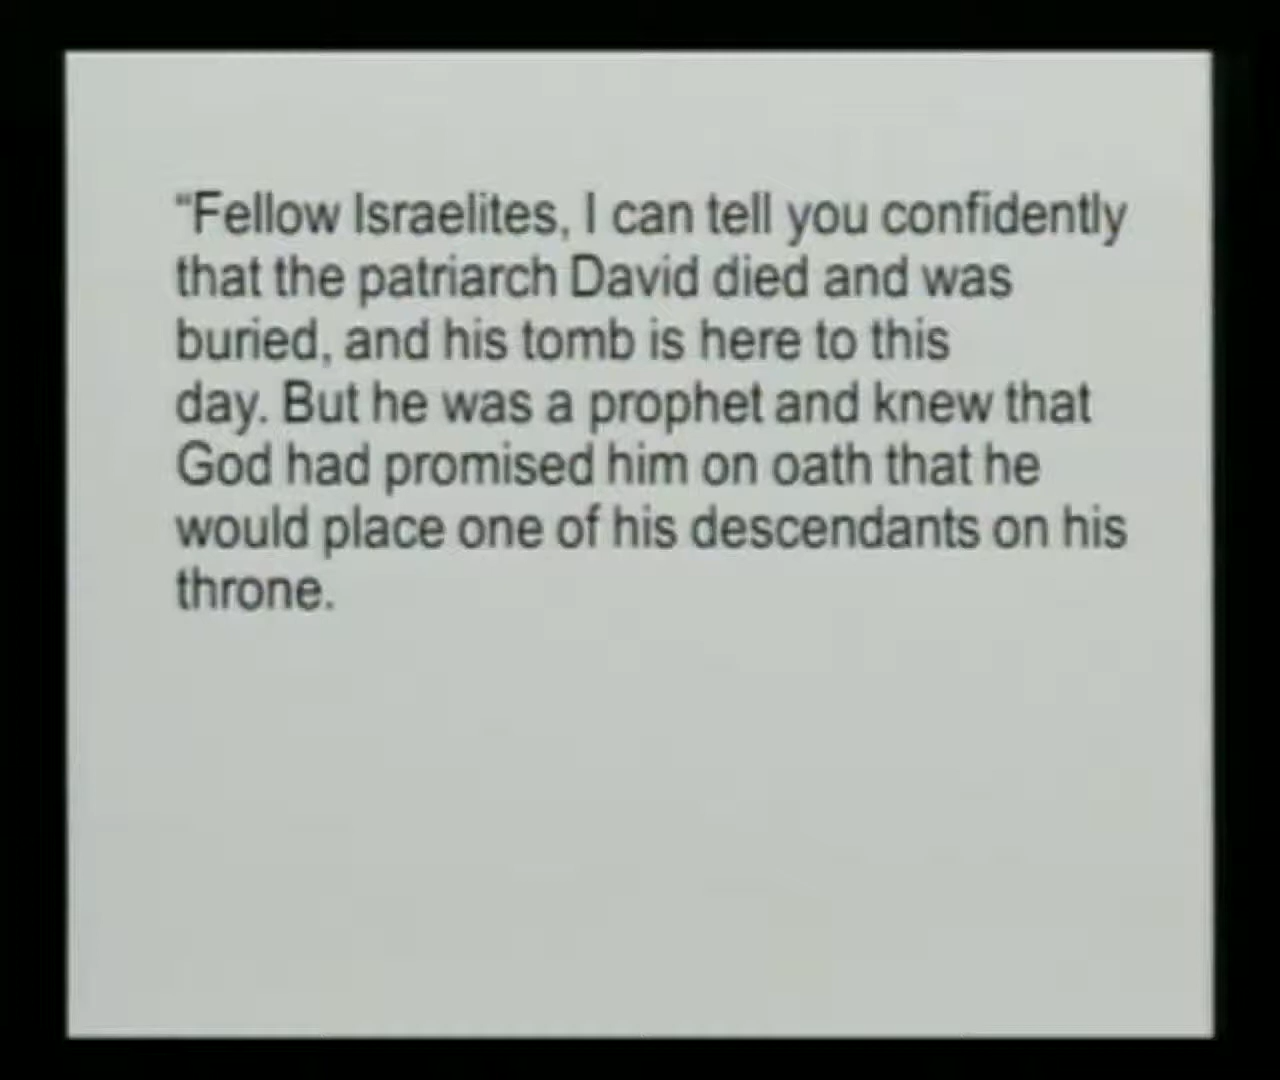 “Fellow Israelites, I can tell you confidently
that the patriarch David died and was
buried, and his tomb is here to this
day. But he was a prophet and knew that
God had promised him on oath that he
would place one of his descendants on his
throne.